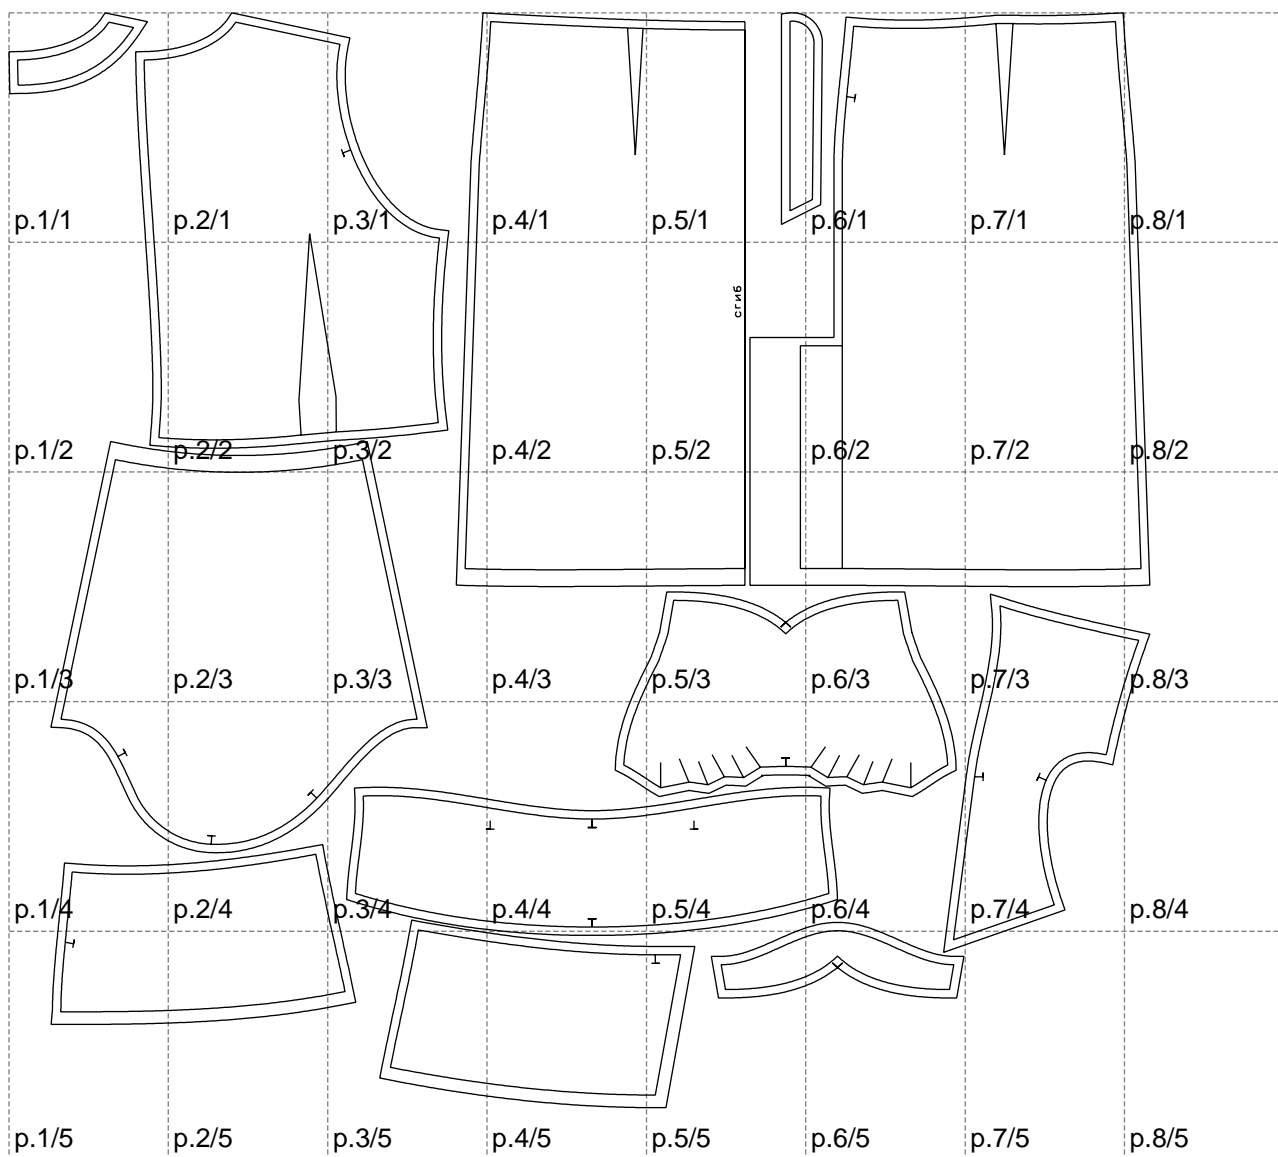 p.1/1 p.2/1 p.3/1 p.4/1 p.5/1 p.6/1 p.7/1 p.8/1
сгиб
p.1/2 p.2/2 p.3/2 p.4/2 p.5/2 p.6/2 p.7/2 p.8/2
p.1/3 p.2/3 p.3/3 p.4/3 p.5/3 p.6/3 p.7/3 p.8/3
p.1/4 p.2/4 p.3/4 p.4/4 p.5/4 p.6/4 p.7/4 p.8/4
p.1/5 p.2/5 p.3/5 p.4/5 p.5/5 p.6/5 p.7/5 p.8/5